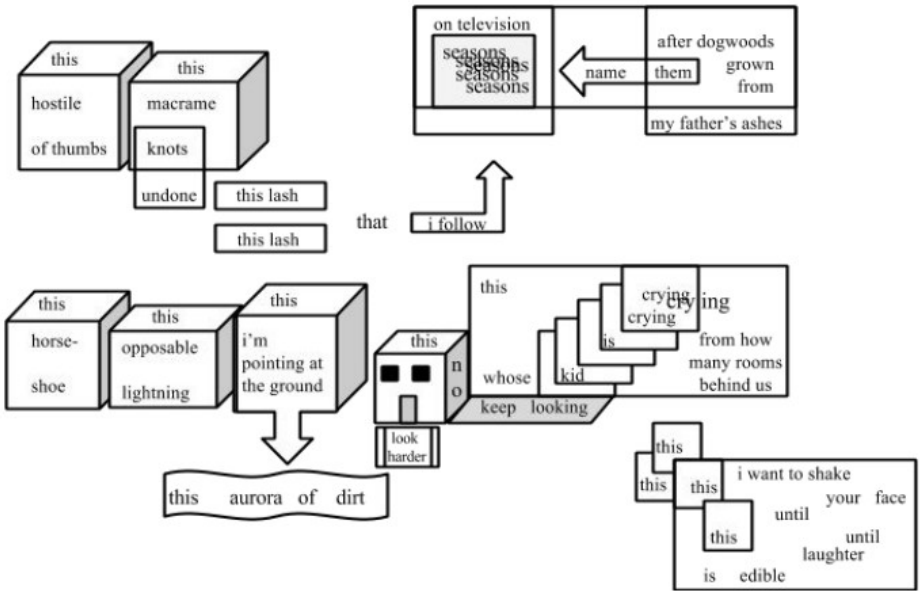 this
hostile
of thumbs
this
macrame
knots
undone
this lash
this lash
that
i follow
on television
seasons
seasons
seasons
seasons
seasons
name them
after dogwoods
grown
from
my father's ashes
this
horse-
shoe
this
opposable
lightning
this
i'm
pointing at
the ground
this aurora of dirt
this
no
look
harder
this
whose kid is crying
crying
crying
from how
many rooms
behind us
keep looking
this
this
this
this
i want to shake
your face
until
until
laughter
is edible